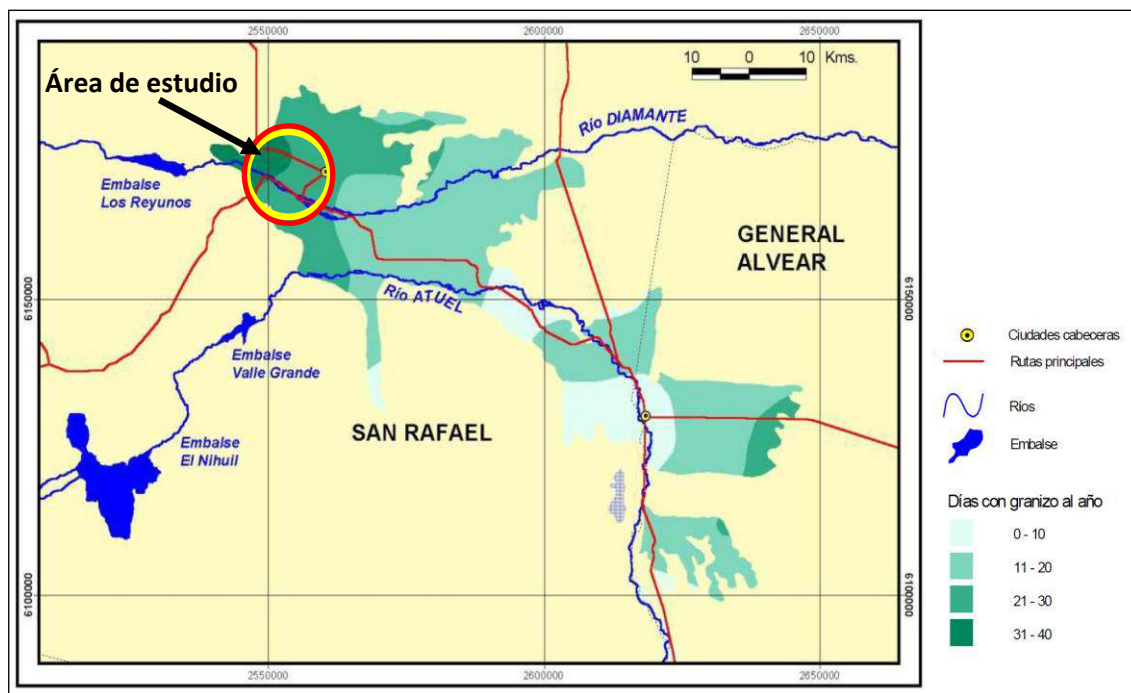 2550000
2600000
2650000
10 0 10 Kms.
Área de estudio
Río DIAMANTE
Embalse
Los Reyunos
GENERAL
ALVEAR
6150000
Río ATUEL
6150000
Embalse
Valle Grande
SAN RAFAEL
Embalse
El Nihuil
6100000
6100000
2550000
2600000
2650000
Ciudades cabeceras
Rutas principales
Ríos
Embalse
Días con granizo al año
0 - 10
11 - 20
21 - 30
31 - 40